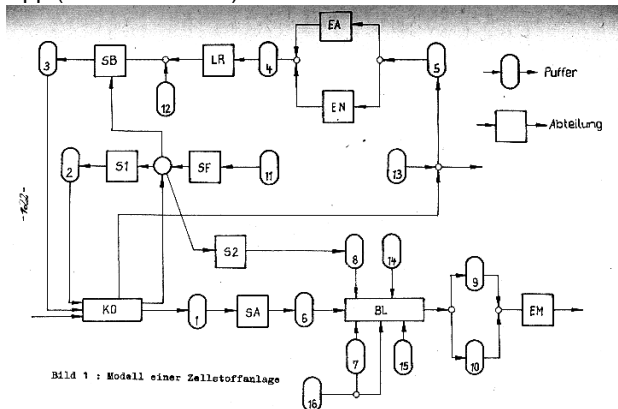 EA
3
SB
LR
4
5
Puffer
12
EN
Abteilung
2
S1
SF
11
13
-122-
S2
8
14
9
KO
1
SA
6
BL
EM
7
15
10
16
Bild 1 : Modell einer Zellstoffanlage